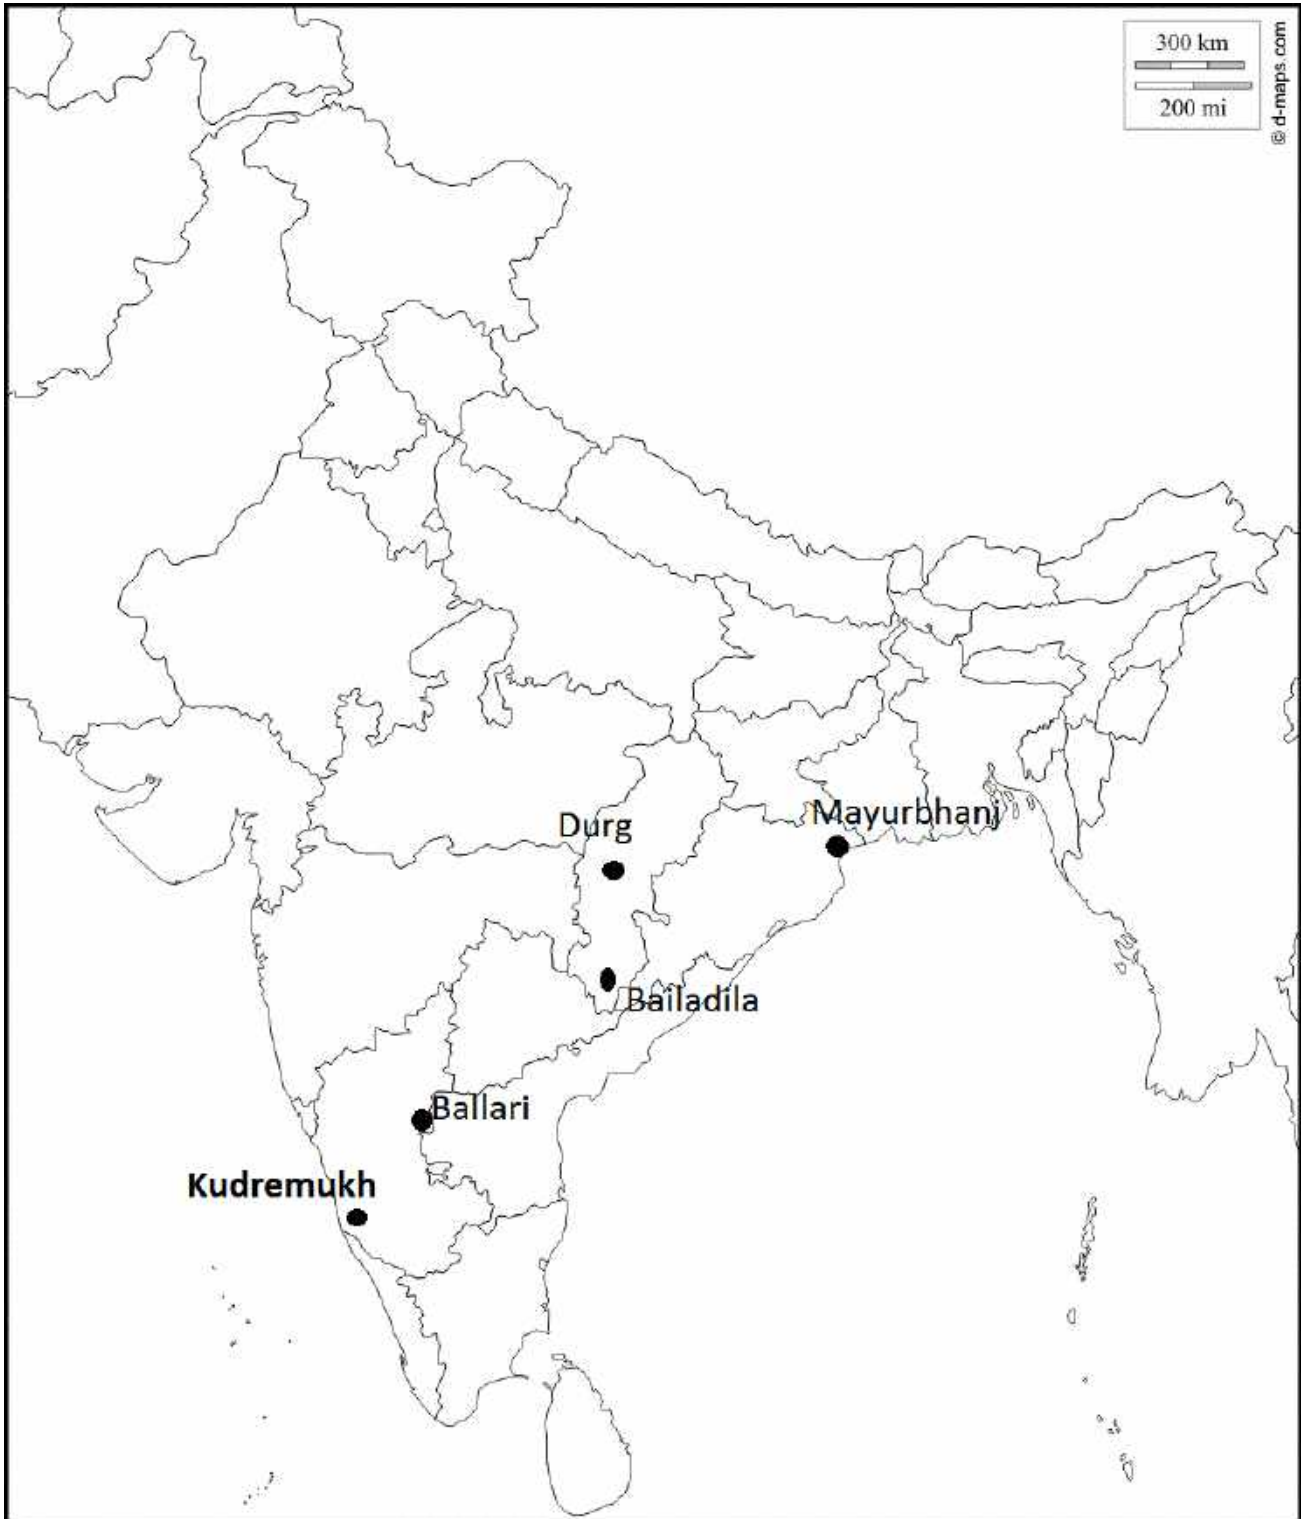 300 km
200 mi
© d-maps.com
Mayurbhanj
Durg
Bailadila
Ballari
Kudremukh